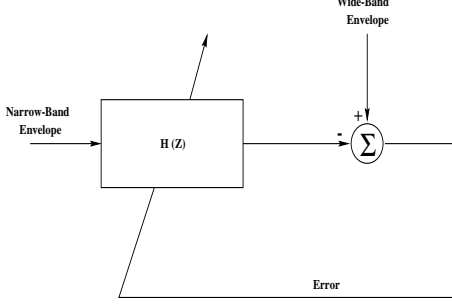 Wide-Band
Envelope
Narrow-Band
Envelope
H (Z)
+
-
Σ
Error